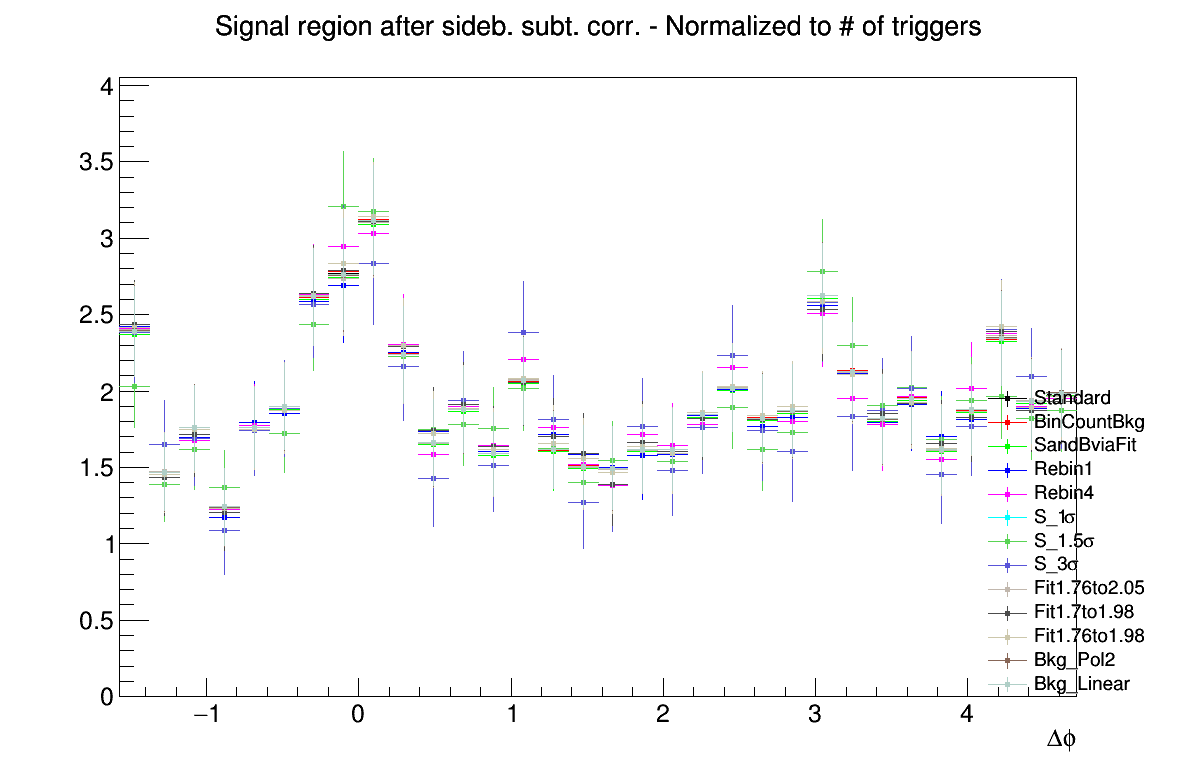 Signal region after sideb. subt. corr. - Normalized to # of triggers
4
3.5
3
2.5
2
1.5
1
0.5
0
−1 0 1 2 3 4
Δϕ
Standard
BinCountBkg
SandBviaFit
Rebin1
Rebin4
S_1σ
S_1.5σ
S_3σ
Fit1.76to2.05
Fit1.7to1.98
Fit1.76to1.98
Bkg_Pol2
Bkg_Linear